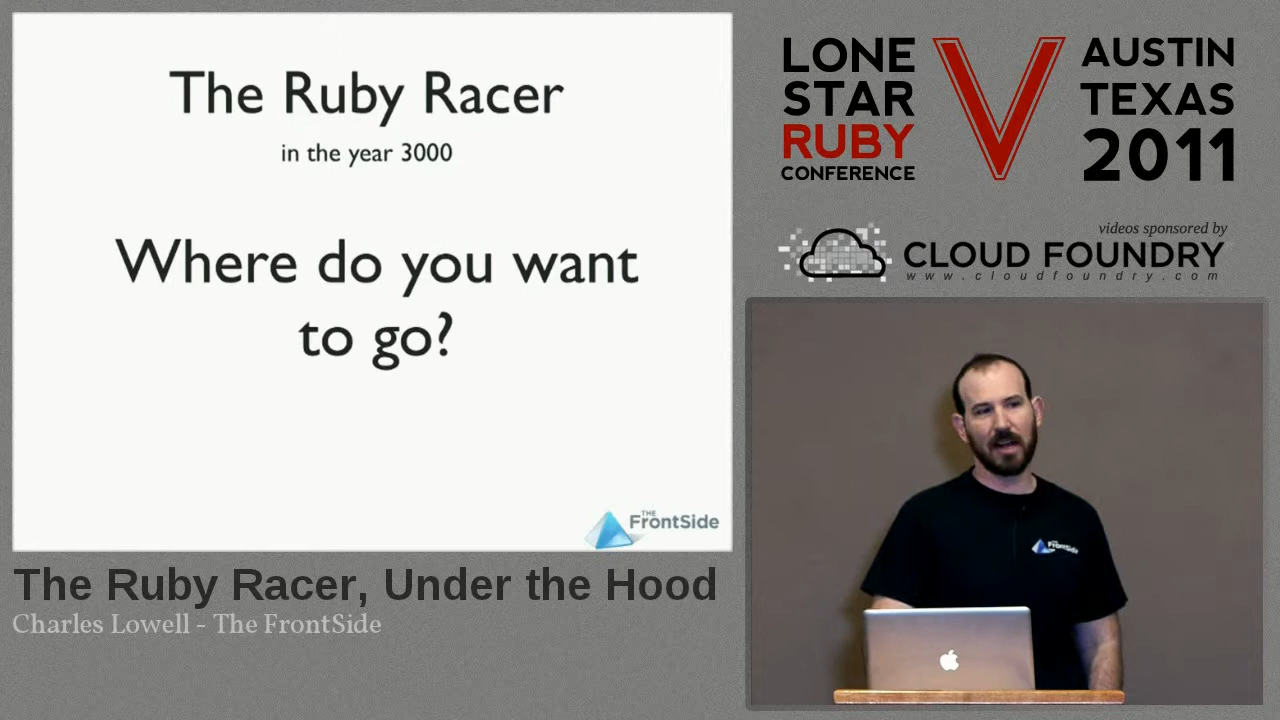 The Ruby Racer
in the year 3000
Where do you want
to go?
THE
FrontSide
The Ruby Racer, Under the Hood
Charles Lowell - The FrontSide
LONE
STAR
RUBY
CONFERENCE
V
AUSTIN
TEXAS
2011
videos sponsored by
CLOUD FOUNDRY
www.cloudfoundry.com
THE
FrontSide